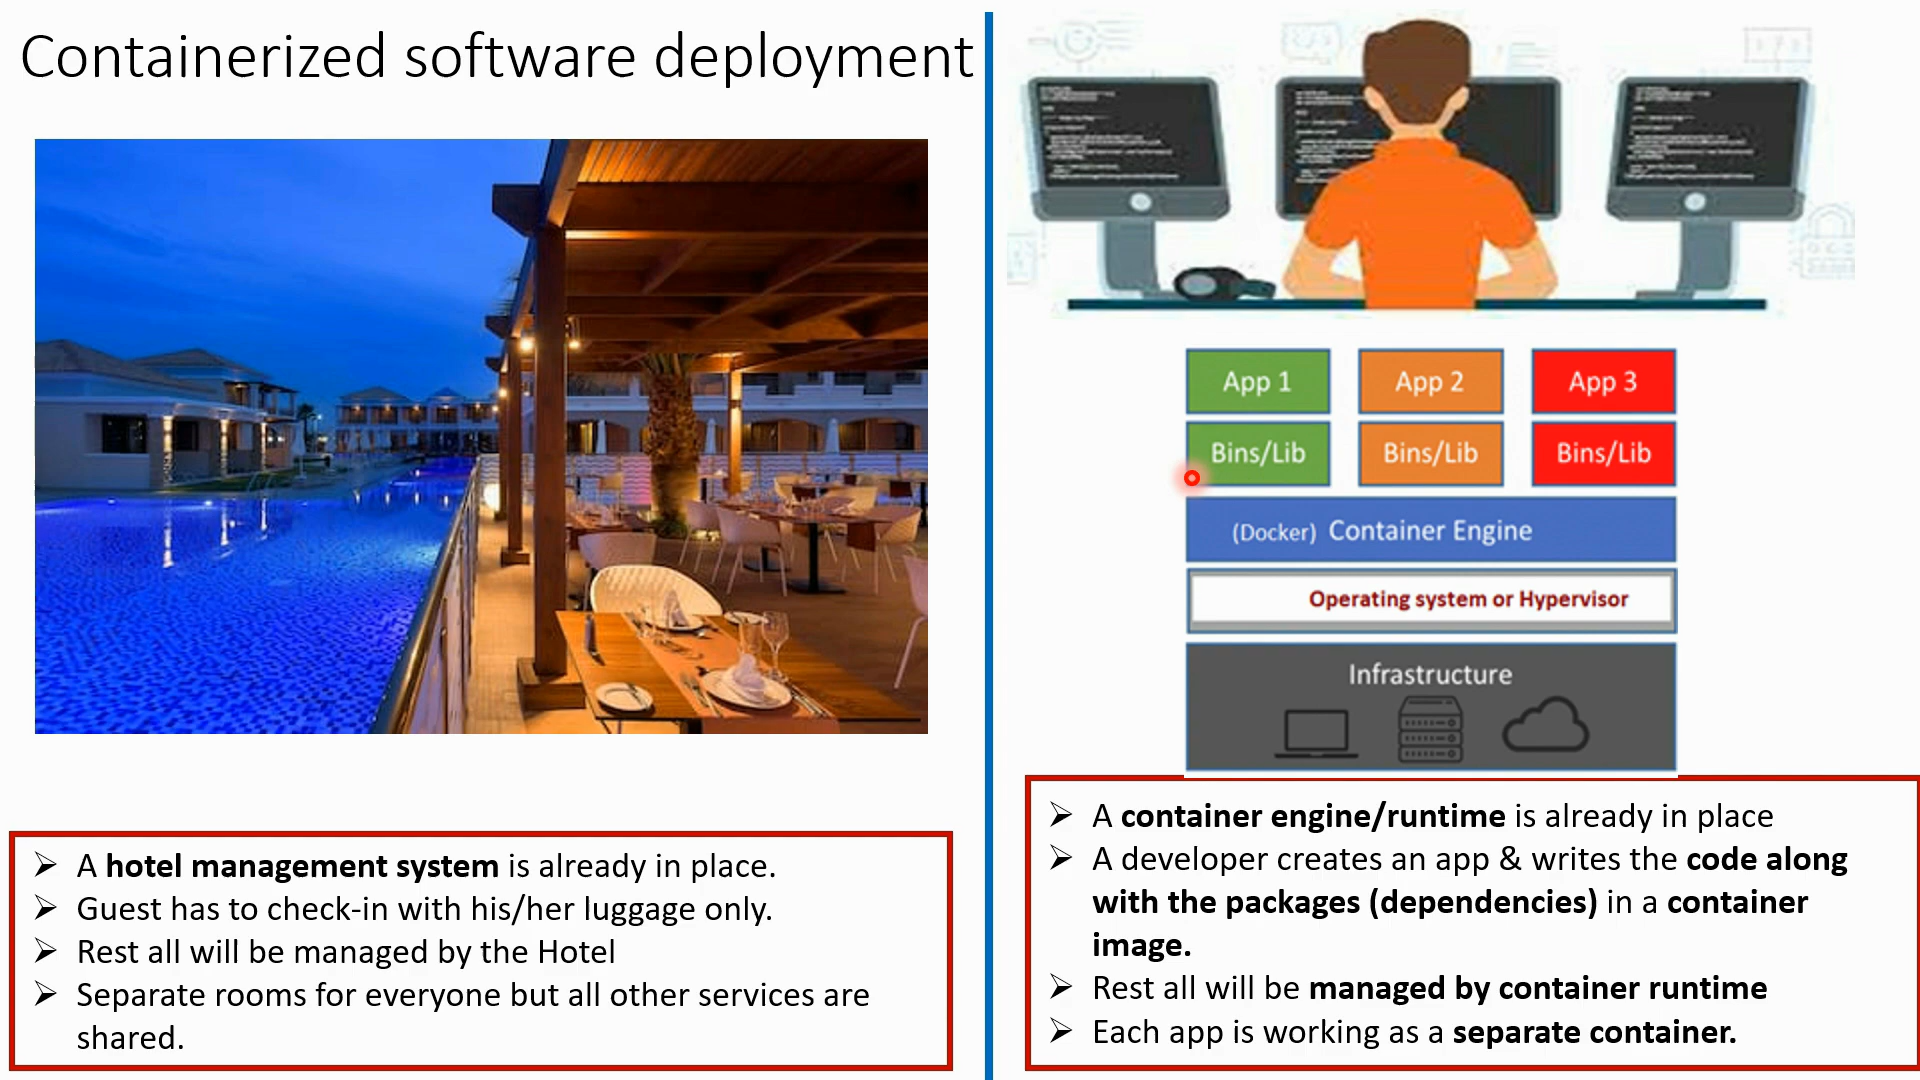 Containerized software deployment
App 1
App 2
App 3
Bins/Lib
Bins/Lib
Bins/Lib
(Docker) Container Engine
Operating system or Hypervisor
Infrastructure
➢ A hotel management system is already in place.
➢ Guest has to check-in with his/her luggage only.
➢ Rest all will be managed by the Hotel
➢ Separate rooms for everyone but all other services are
shared.
➢ A container engine/runtime is already in place
➢ A developer creates an app & writes the code along
with the packages (dependencies) in a container
image.
➢ Rest all will be managed by container runtime
➢ Each app is working as a separate container.